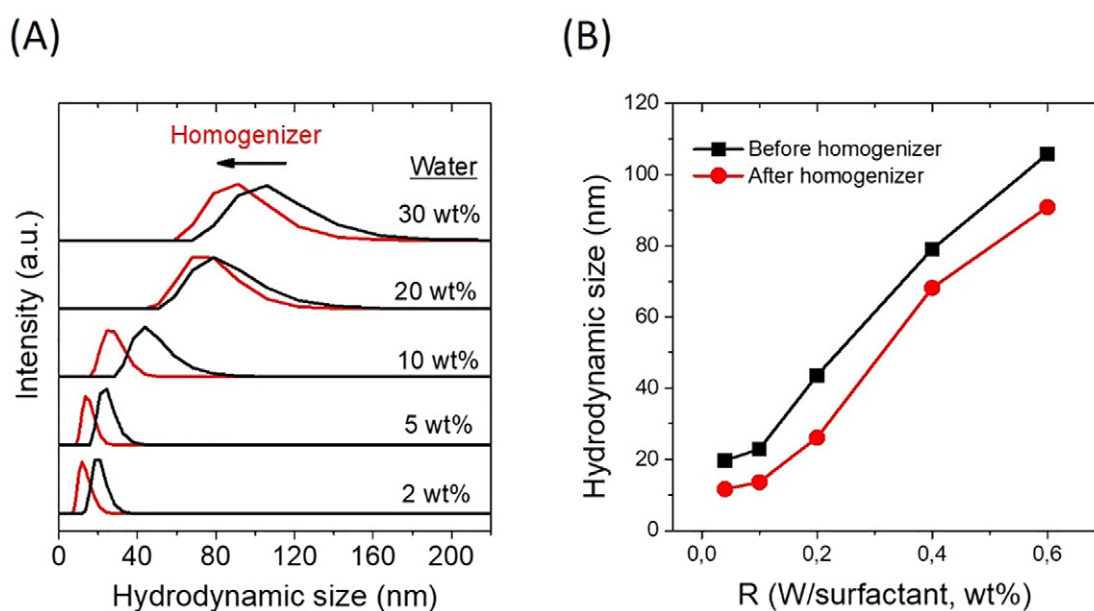 (A)
Homogenizer
Water
30 wt%
20 wt%
10 wt%
5 wt%
2 wt%
Intensity (a.u.)
0 40 80 120 160 200
Hydrodynamic size (nm)
(B)
Before homogenizer
After homogenizer
120
100
80
60
40
20
0
Hydrodynamic size (nm)
0,0 0,2 0,4 0,6
R (W/surfactant, wt%)